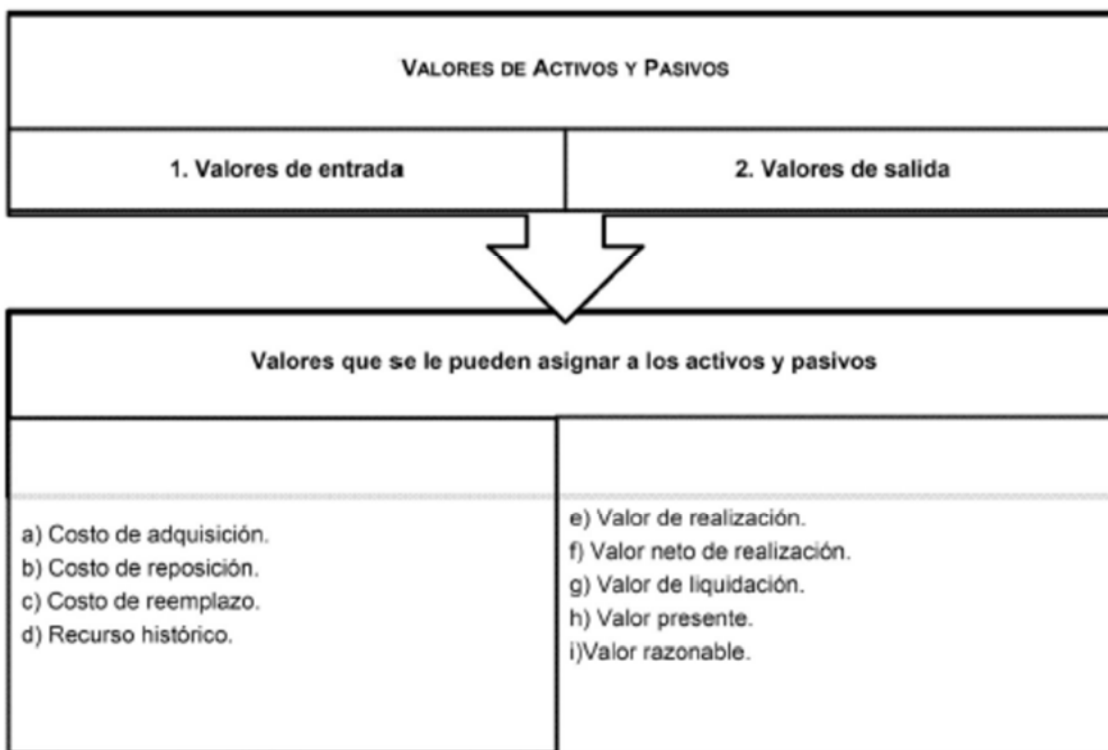 VALORES DE ACTIVOS Y PASIVOS
1. Valores de entrada
2. Valores de salida
Valores que se le pueden asignar a los activos y pasivos
a) Costo de adquisición.
b) Costo de reposición.
c) Costo de reemplazo.
d) Recurso histórico.
e) Valor de realización.
f) Valor neto de realización.
g) Valor de liquidación.
h) Valor presente.
i)Valor razonable.